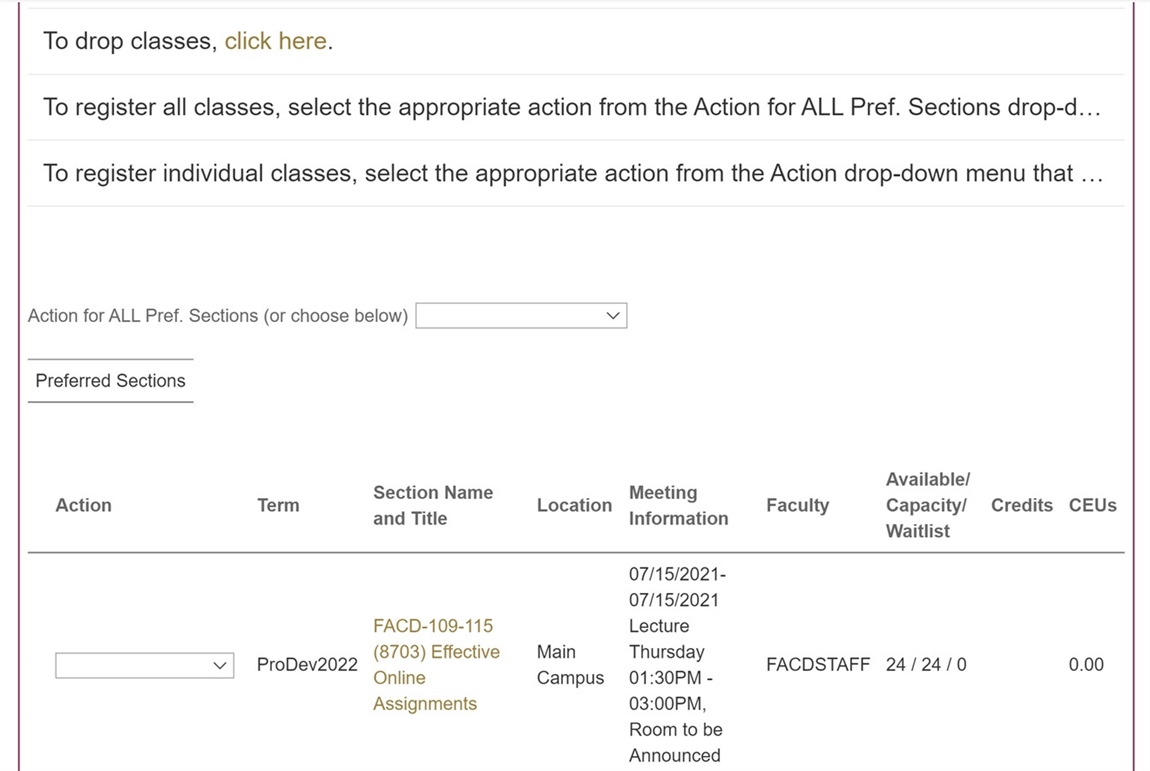 To drop classes, click here.
To register all classes, select the appropriate action from the Action for ALL Pref. Sections drop-d…
To register individual classes, select the appropriate action from the Action drop-down menu that …
Action for ALL Pref. Sections (or choose below)
Preferred Sections
Action
Term
Section Name
and Title
Location
Meeting
Information
Faculty
Available/
Capacity/
Waitlist
Credits
CEUs
ProDev2022
FACD-109-115
(8703) Effective
Online
Assignments
Main
Campus
07/15/2021-
07/15/2021
Lecture
Thursday
01:30PM -
03:00PM,
Room to be
Announced
FACDSTAFF
24 / 24 / 0
0.00